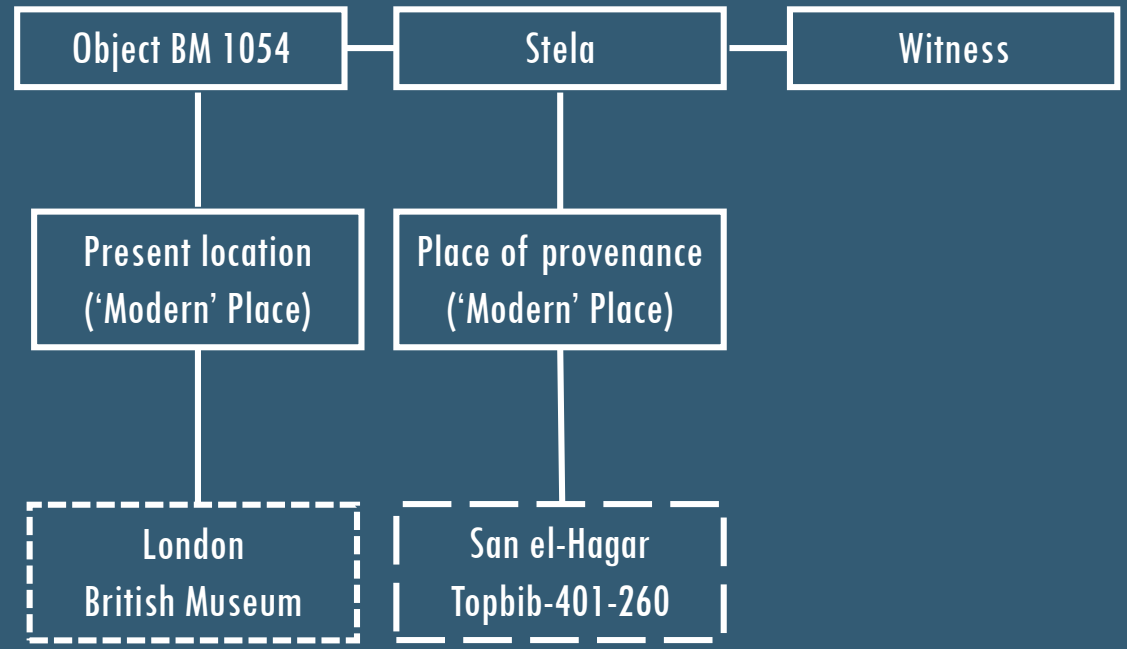 Object BM 1054
Stela
Witness
Present location
(‘Modern’ Place)
Place of provenance
(‘Modern’ Place)
London
British Museum
San el-Hagar
Topbib-401-260